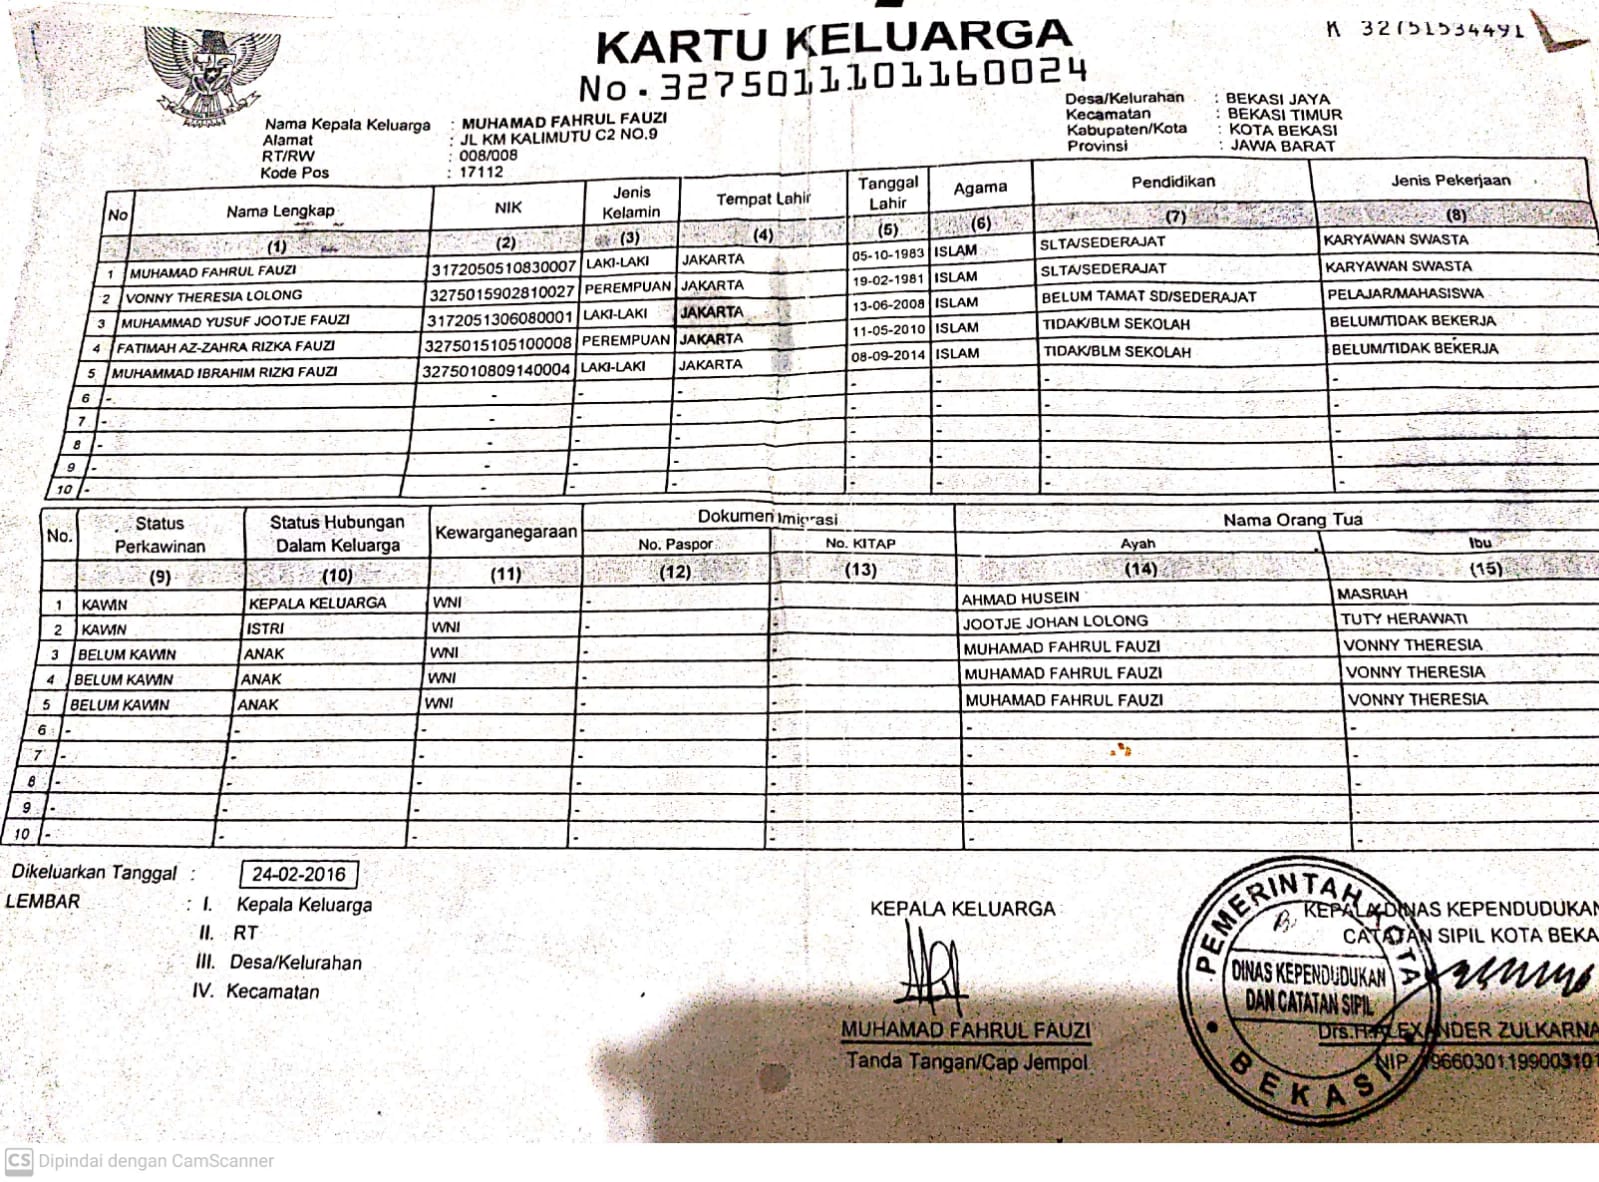 KARTU KELUARGA
No. 3275011101160024
K 32751534491
Nama Kepala Keluarga : MUHAMAD FAHRUL FAUZI
Alamat : JL KM KALIMUTU C2 NO.9
RT/RW : 008/008
Kode Pos : 17112
Desa/Kelurahan : BEKASI JAYA
Kecamatan : BEKASI TIMUR
Kabupaten/Kota : KOTA BEKASI
Provinsi : JAWA BARAT
No Nama Lengkap NIK Jenis Kelamin Tempat Lahir Tanggal Lahir Agama Pendidikan Jenis Pekerjaan
(1) (2) (3) (4) (5) (6) (7) (8)
1 MUHAMAD FAHRUL FAUZI 3172050510830007 LAKI-LAKI JAKARTA 05-10-1983 ISLAM SLTA/SEDERAJAT KARYAWAN SWASTA
2 VONNY THERESIA LOLONG 3275015902810027 PEREMPUAN JAKARTA 19-02-1981 ISLAM SLTA/SEDERAJAT KARYAWAN SWASTA
3 MUHAMMAD YUSUF JOOTJE FAUZI 3172051306080001 LAKI-LAKI JAKARTA 13-06-2008 ISLAM BELUM TAMAT SD/SEDERAJAT PELAJAR/MAHASISWA
4 FATIMAH AZ-ZAHRA RIZKA FAUZI 3275015105100008 PEREMPUAN JAKARTA 11-05-2010 ISLAM TIDAK/BLM SEKOLAH BELUM/TIDAK BEKERJA
5 MUHAMMAD IBRAHIM RIZKI FAUZI 3275010809140004 LAKI-LAKI JAKARTA 08-09-2014 ISLAM TIDAK/BLM SEKOLAH BELUM/TIDAK BEKERJA
6 - - - - - - - -
7 - - - - - - - -
8 - - - - - - - -
9 - - - - - - - -
10 - - - - - - - -
No. Status Perkawinan Status Hubungan Dalam Keluarga Kewarganegaraan Dokumen Imigrasi Nama Orang Tua
No. Paspor No. KITAP Ayah Ibu
(9) (10) (11) (12) (13) (14) (15)
1 KAWIN KEPALA KELUARGA WNI - - AHMAD HUSEIN MASRIAH
2 KAWIN ISTRI WNI - - JOOTJE JOHAN LOLONG TUTY HERAWATI
3 BELUM KAWIN ANAK WNI - - MUHAMAD FAHRUL FAUZI VONNY THERESIA
4 BELUM KAWIN ANAK WNI - - MUHAMAD FAHRUL FAUZI VONNY THERESIA
5 BELUM KAWIN ANAK WNI - - MUHAMAD FAHRUL FAUZI VONNY THERESIA
6 - - - - - - -
7 - - - - - - -
8 - - - - - - -
9 - - - - - - -
10 - - - - - - -
Dikeluarkan Tanggal : 24-02-2016
LEMBAR : I. Kepala Keluarga
II. RT
III. Desa/Kelurahan
IV. Kecamatan
KEPALA KELUARGA
MUHAMAD FAHRUL FAUZI
Tanda Tangan/Cap Jempol
KEPALA DINAS KEPENDUDUKAN
CATATAN SIPIL KOTA BEKA
PEMERINTAH KOTA
DINAS KEPENDUDUKAN
DAN CATATAN SIPIL
BEKASI
Drs.H.ALEXANDER ZULKARNA
NIP 19660301199003101
CS Dipindai dengan CamScanner